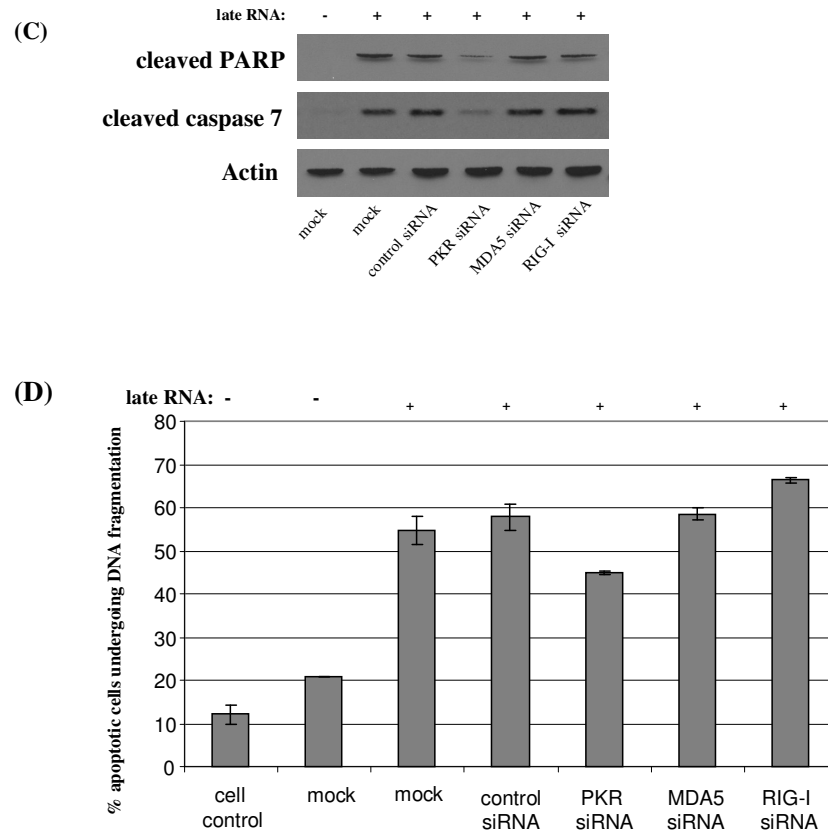 (C)
late RNA: - + + + + +
cleaved PARP
cleaved caspase 7
Actin
mock mock control siRNA PKR siRNA MDA5 siRNA RIG-I siRNA
(D)
late RNA: - - + + + + +
% apoptotic cells undergoing DNA fragmentation
80
70
60
50
40
30
20
10
0
cell control mock mock control siRNA PKR siRNA MDA5 siRNA RIG-I siRNA